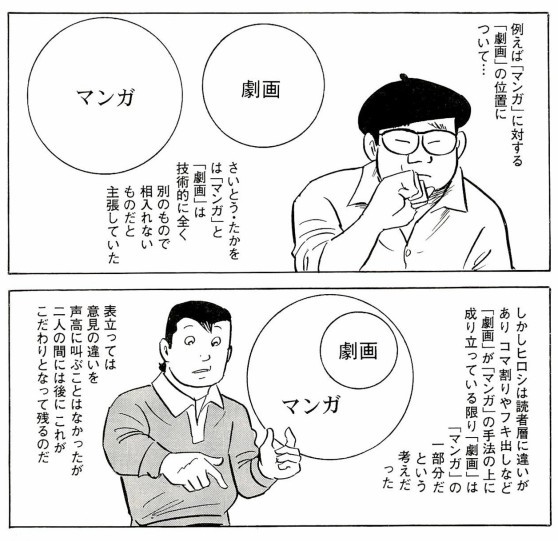 例えば「マンガ」に対する
「劇画」の位置に
ついて…
劇画
マンガ
さいとう・たかを
は「マンガ」と
「劇画」は
技術的に全く
別のもので
相入れない
ものだと
主張していた
しかしヒロシは読者層に違いが
あり コマ割りやフキ出しなど
「劇画」が「マンガ」の手法の上に
成り立っている限り「劇画」は
「マンガ」の
一部分だ
という
考えだ
った
劇画
マンガ
表立っては
意見の違いを
声高に叫ぶことはなかったが
二人の間には後に これが
こだわりとなって残るのだ